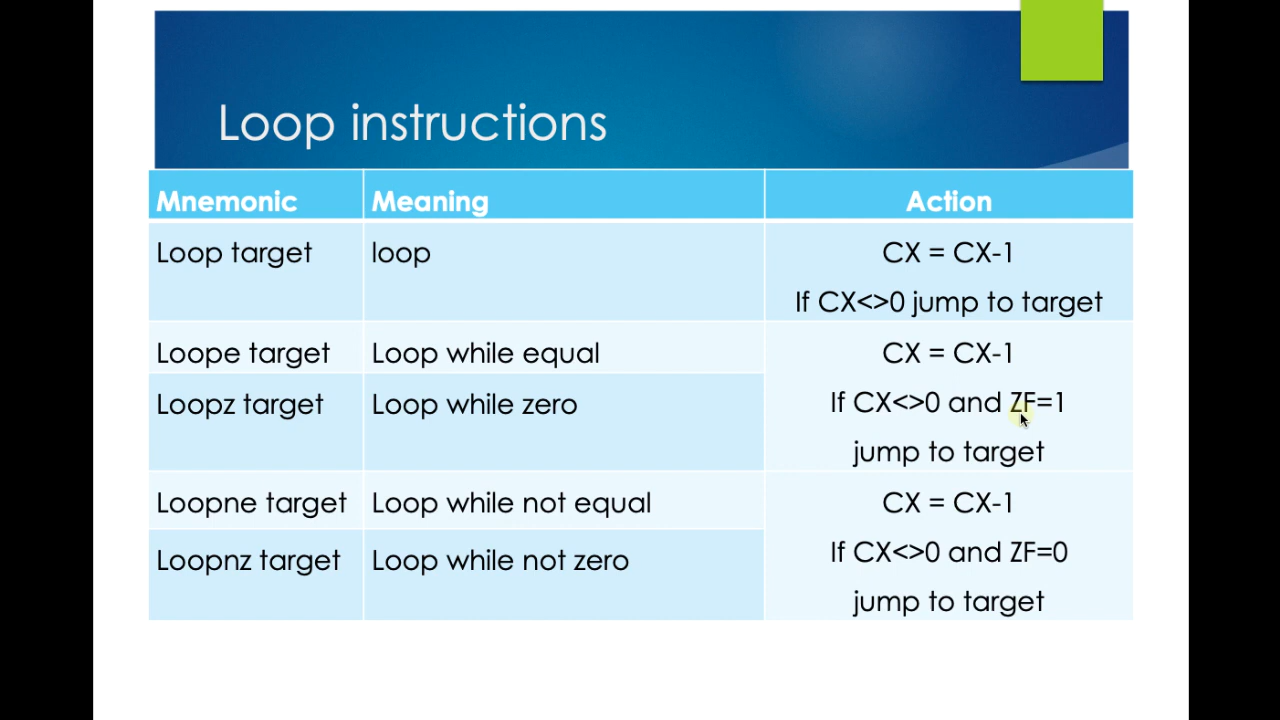 Loop instructions
Mnemonic Meaning Action
Loop target loop CX = CX-1
If CX<>0 jump to target
Loope target Loop while equal CX = CX-1
Loopz target Loop while zero If CX<>0 and ZF=1
jump to target
Loopne target Loop while not equal CX = CX-1
Loopnz target Loop while not zero If CX<>0 and ZF=0
jump to target